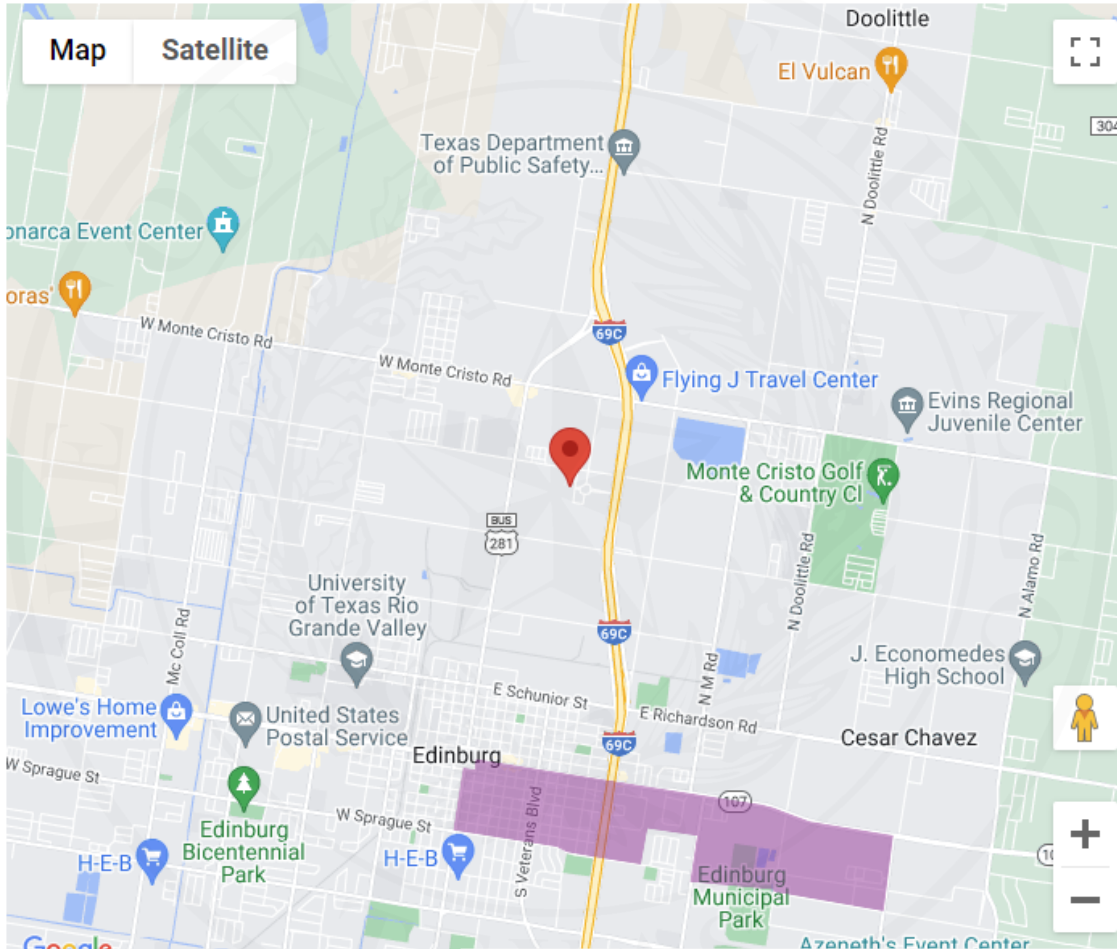 Map
Satellite
Doolittle
El Vulcan
304
Texas Department
of Public Safety...
N Doolittle Rd
onarca Event Center
oras'
W Monte Cristo Rd
69C
W Monte Cristo Rd
Flying J Travel Center
Evins Regional
Juvenile Center
Monte Cristo Golf
& Country Cl
BUS
281
N Doolittle Rd
N Alamo Rd
University
of Texas Rio
Grande Valley
Mc Coll Rd
69C
J. Economedes
High School
N M Rd
E Schunior St
E Richardson Rd
Lowe's Home
Improvement
United States
Postal Service
69C
Cesar Chavez
Edinburg
W Sprague St
107
S Veterans Blvd
W Sprague St
Edinburg
Bicentennial
Park
H-E-B
H-E-B
10
Edinburg
Municipal
Park
Azeneth's Event Center
Google